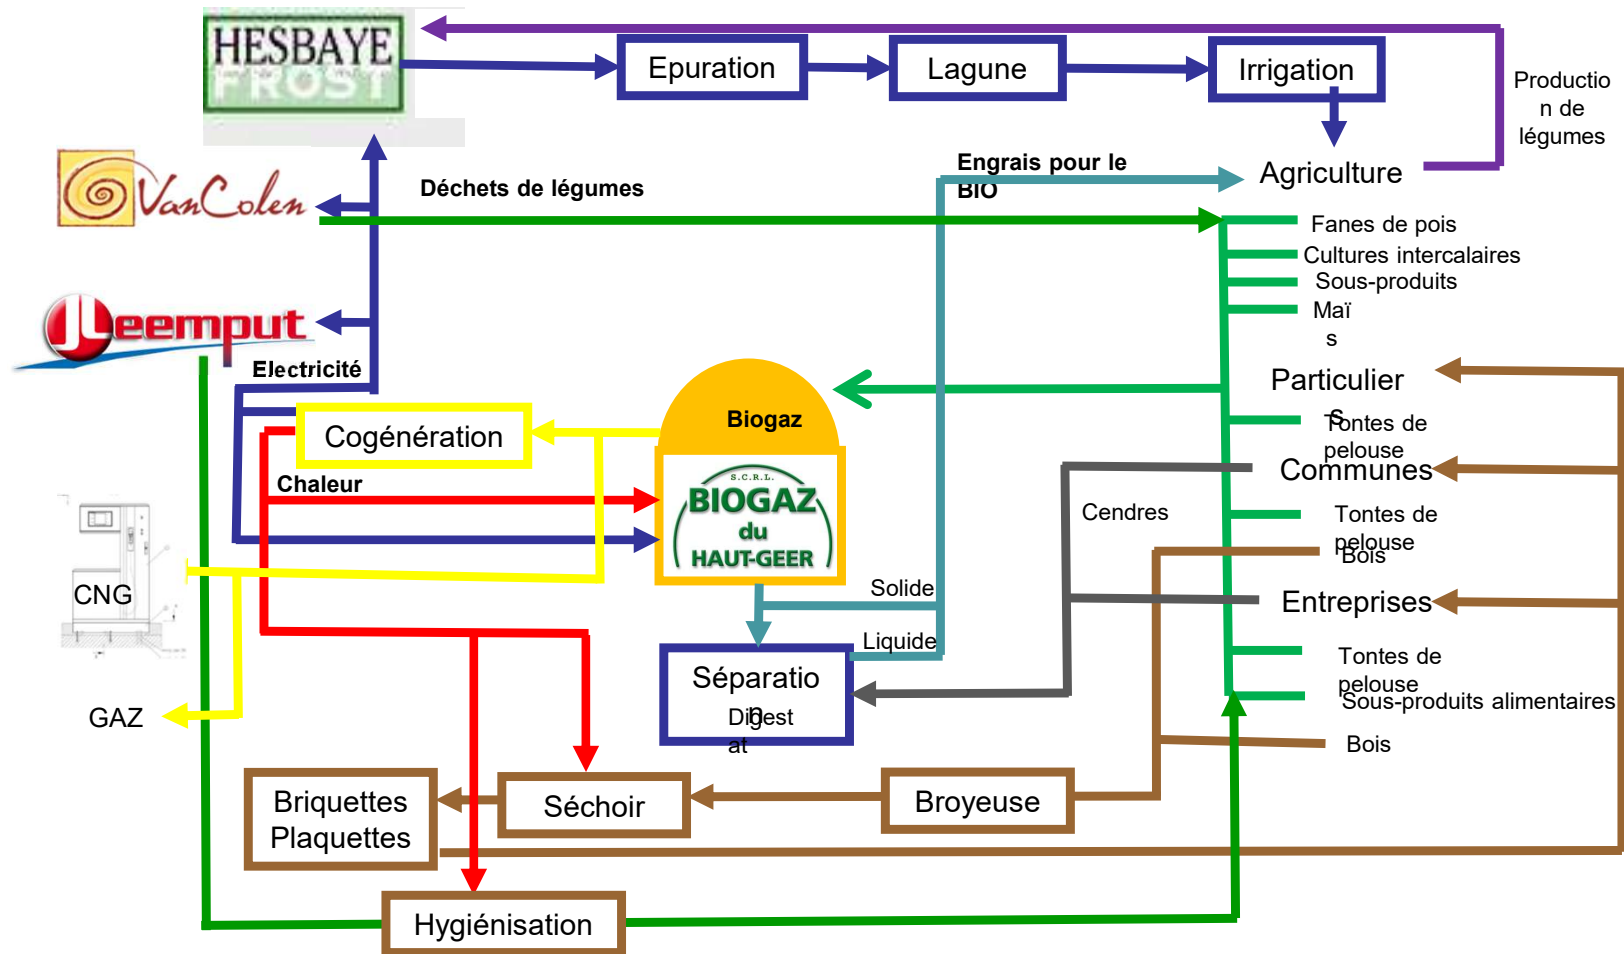 HESBAYE
FROST
Epuration
Lagune
Irrigation
Productio
n de
légumes
VanColen
Déchets de légumes
Engrais pour le
BIO
Agriculture
Fanes de pois
Cultures intercalaires
Sous-produits
Maï
s
Leemput
Electricité
Particulier
s
Tontes de
pelouse
Cogénération
Biogaz
Communes
Chaleur
S.C.R.L.
BIOGAZ
du
HAUT-GEER
Cendres
Tontes de
pelouse
Bois
CNG
Solide
Entreprises
Liquide
Tontes de
pelouse
Séparatio
n
Digest
at
Sous-produits alimentaires
GAZ
Bois
Briquettes
Plaquettes
Séchoir
Broyeuse
Hygiénisation